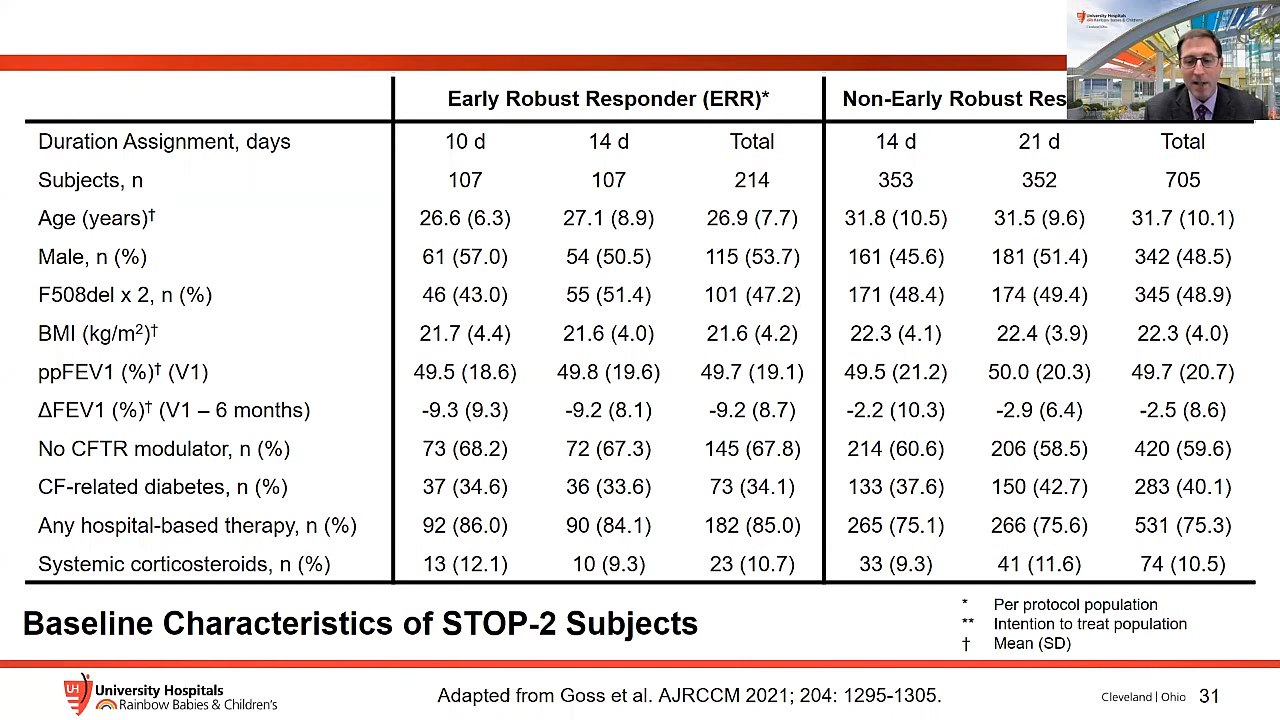 University Hospitals
Rainbow Babies & Children's
Early Robust Responder (ERR)* Non-Early Robust Res
Duration Assignment, days 10 d 14 d Total 14 d 21 d Total
Subjects, n 107 107 214 353 352 705
Age (years)† 26.6 (6.3) 27.1 (8.9) 26.9 (7.7) 31.8 (10.5) 31.5 (9.6) 31.7 (10.1)
Male, n (%) 61 (57.0) 54 (50.5) 115 (53.7) 161 (45.6) 181 (51.4) 342 (48.5)
F508del x 2, n (%) 46 (43.0) 55 (51.4) 101 (47.2) 171 (48.4) 174 (49.4) 345 (48.9)
BMI (kg/m²)† 21.7 (4.4) 21.6 (4.0) 21.6 (4.2) 22.3 (4.1) 22.4 (3.9) 22.3 (4.0)
ppFEV1 (%)† (V1) 49.5 (18.6) 49.8 (19.6) 49.7 (19.1) 49.5 (21.2) 50.0 (20.3) 49.7 (20.7)
ΔFEV1 (%)† (V1 – 6 months) -9.3 (9.3) -9.2 (8.1) -9.2 (8.7) -2.2 (10.3) -2.9 (6.4) -2.5 (8.6)
No CFTR modulator, n (%) 73 (68.2) 72 (67.3) 145 (67.8) 214 (60.6) 206 (58.5) 420 (59.6)
CF-related diabetes, n (%) 37 (34.6) 36 (33.6) 73 (34.1) 133 (37.6) 150 (42.7) 283 (40.1)
Any hospital-based therapy, n (%) 92 (86.0) 90 (84.1) 182 (85.0) 265 (75.1) 266 (75.6) 531 (75.3)
Systemic corticosteroids, n (%) 13 (12.1) 10 (9.3) 23 (10.7) 33 (9.3) 41 (11.6) 74 (10.5)
Baseline Characteristics of STOP-2 Subjects
* Per protocol population
** Intention to treat population
† Mean (SD)
UH University Hospitals
Rainbow Babies & Children's
Adapted from Goss et al. AJRCCM 2021; 204: 1295-1305.
Cleveland | Ohio 31